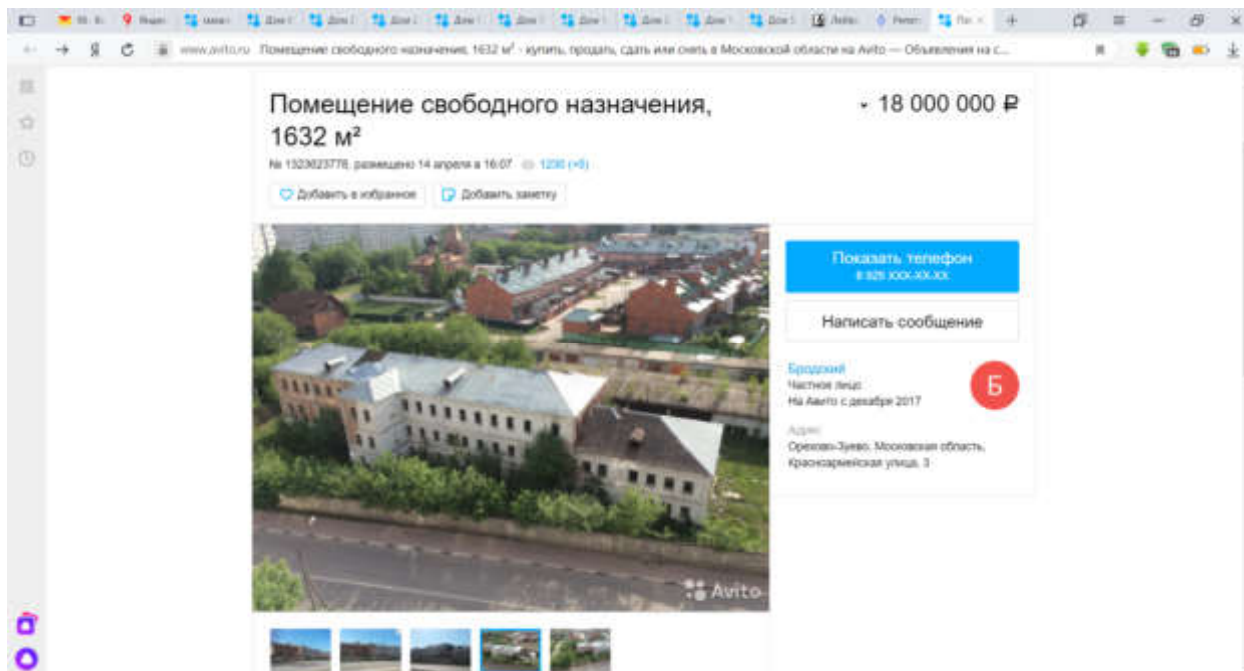 www.avito.ru Помещение свободного назначения, 1632 м² - купить, продать, сдать или снять в Московской области на Avito — Объявления на с...
Помещение свободного назначения,
1632 м²
18 000 000 ₽
№ 1323623778, размещено 14 апреля в 16:07
Добавить в избранное
Добавить заметку
Показать телефон
8 925 XXX-XX-XX
Написать сообщение
Бродский
Частное лицо
На Авито с декабря 2017
Б
Адрес
Орехово-Зуево, Московская область,
Красноармейская улица, 3
Avito